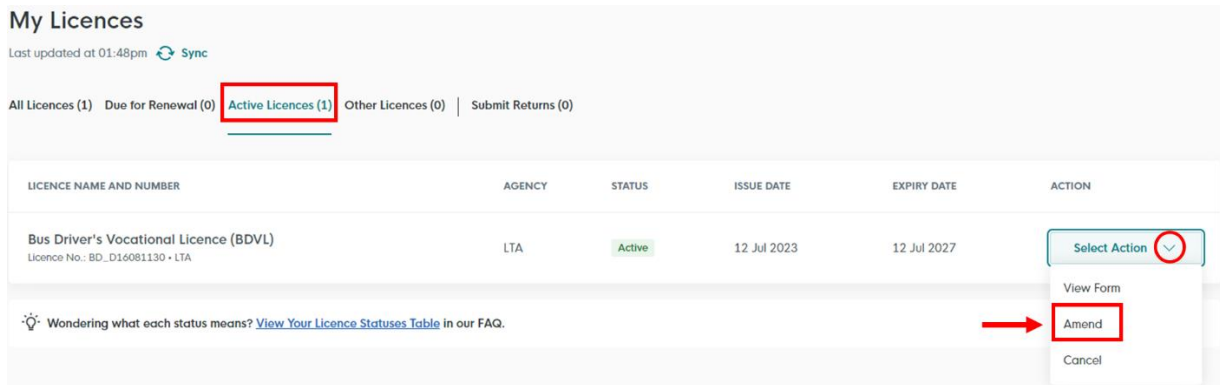 My Licences
Last updated at 01:48pm Sync
All Licences (1) Due for Renewal (0) Active Licences (1) Other Licences (0) | Submit Returns (0)
LICENCE NAME AND NUMBER AGENCY STATUS ISSUE DATE EXPIRY DATE ACTION
Bus Driver's Vocational Licence (BDVL) LTA Active 12 Jul 2023 12 Jul 2027 Select Action
Licence No.: BD_D16081130 • LTA
View Form
Wondering what each status means? View Your Licence Statuses Table in our FAQ.
Amend
Cancel